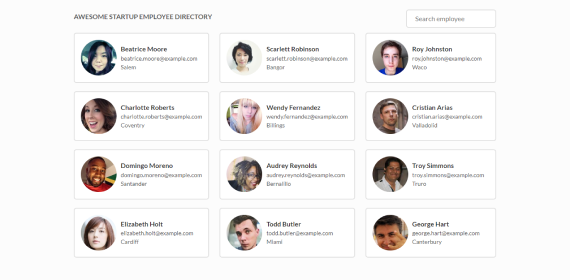 AWESOME STARTUP EMPLOYEE DIRECTORY
Search employee
Beatrice Moore
beatrice.moore@example.com
Salem
Scarlett Robinson
scarlett.robinson@example.com
Bangor
Roy Johnston
roy.johnston@example.com
Waco
Charlotte Roberts
charlotte.roberts@example.com
Coventry
Wendy Fernandez
wendy.fernandez@example.com
Billings
Cristian Arias
cristian.arias@example.com
Valladolid
Domingo Moreno
domingo.moreno@example.com
Santander
Audrey Reynolds
audrey.reynolds@example.com
Bernalillo
Troy Simmons
troy.simmons@example.com
Truro
Elizabeth Holt
elizabeth.holt@example.com
Cardiff
Todd Butler
todd.butler@example.com
Miami
George Hart
george.hart@example.com
Canterbury